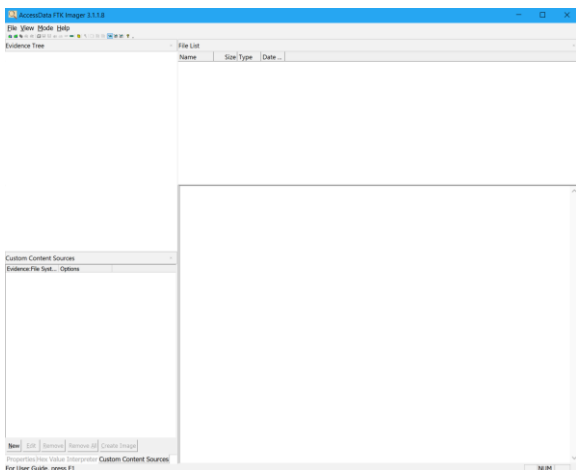 AccessData FTK Imager 3.1.1.8
File View Mode Help
Evidence Tree
File List
Name Size Type Date ...
Custom Content Sources
Evidence:File Syst... Options
New Edit Remove Remove All Create Image
Properties Hex Value Interpreter Custom Content Sources
For User Guide, press F1
NUM